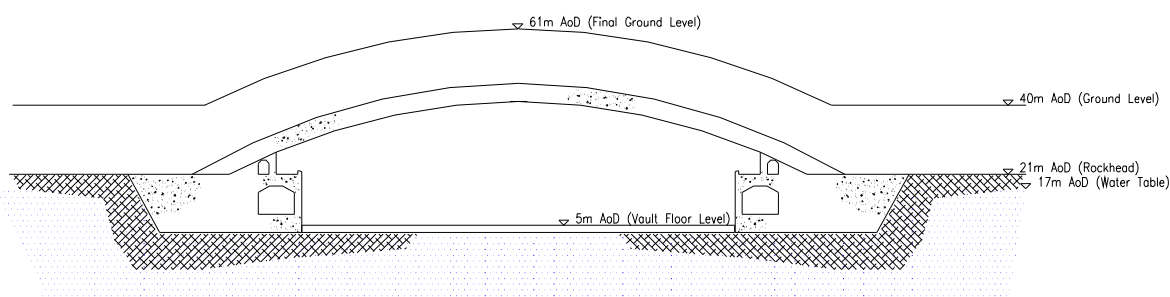 61m AoD (Final Ground Level)
40m AoD (Ground Level)
21m AoD (Rockhead)
17m AoD (Water Table)
5m AoD (Vault Floor Level)